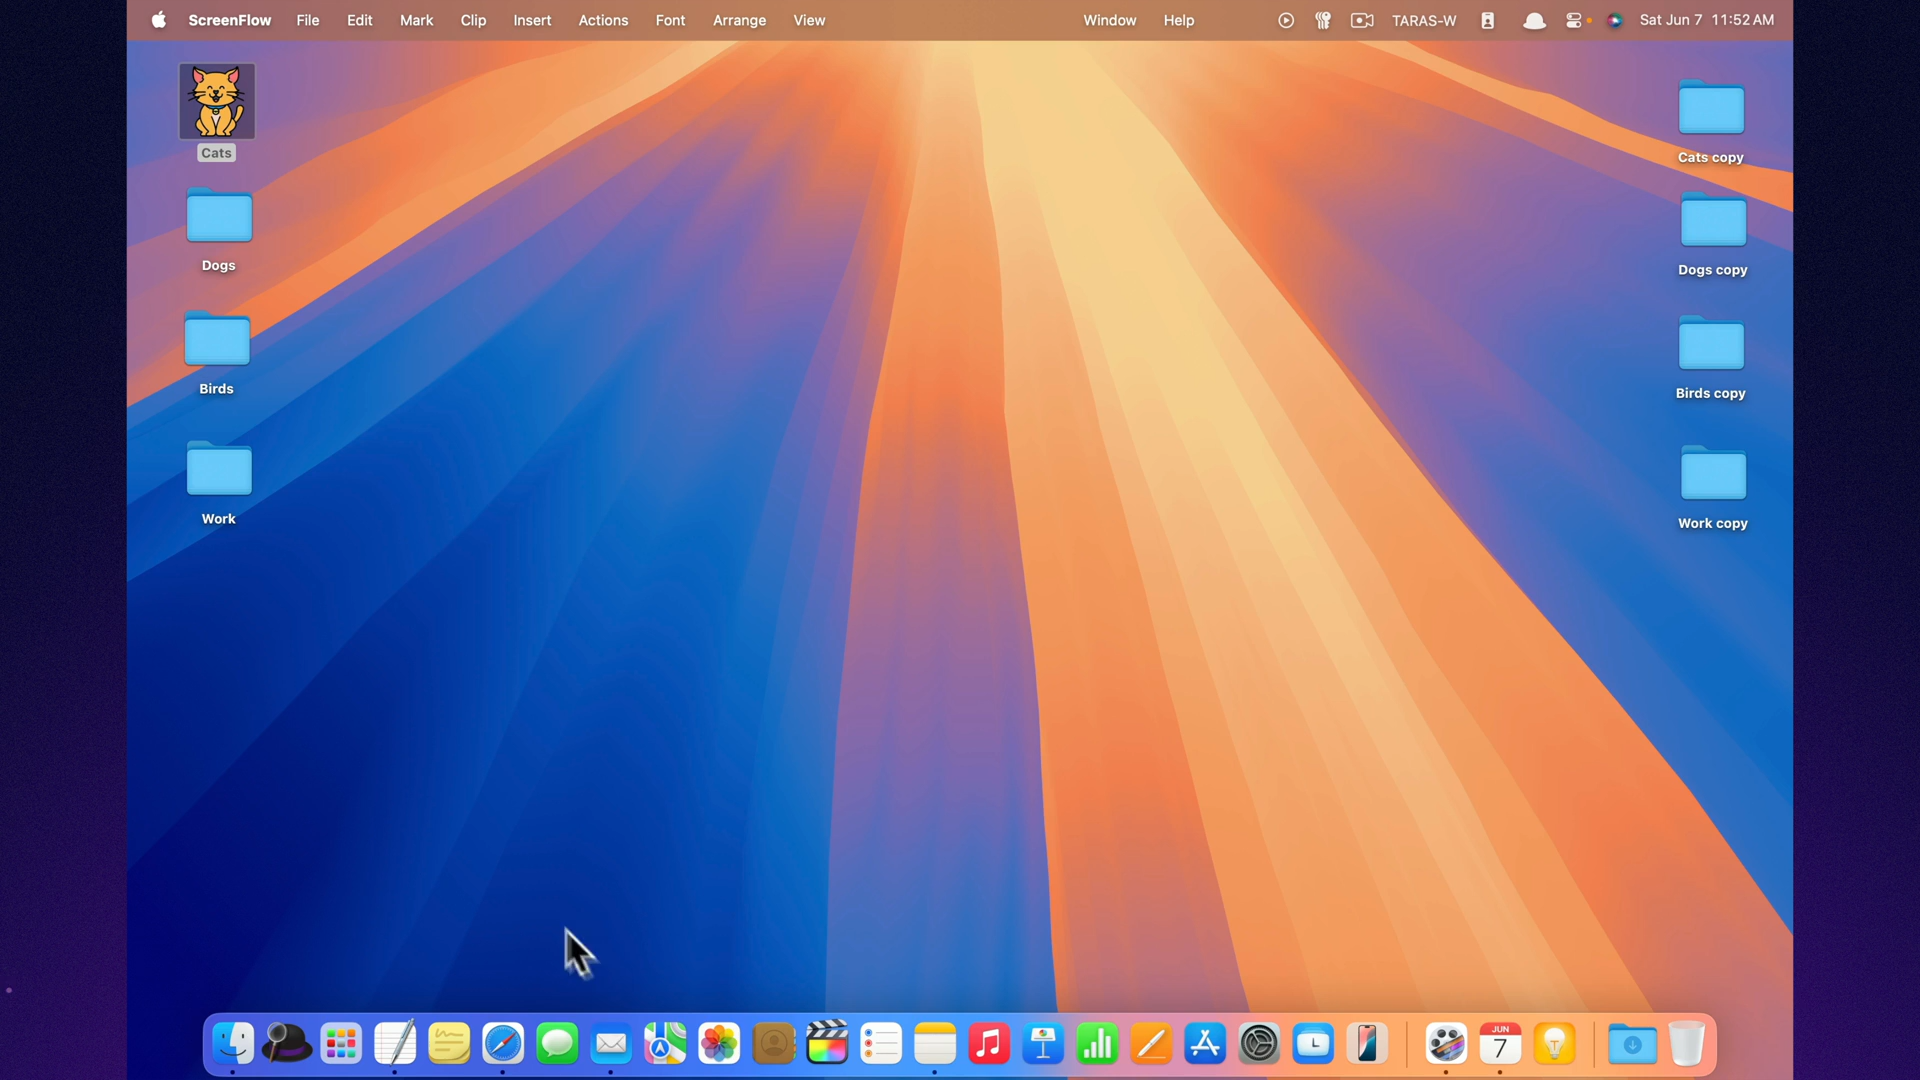 ScreenFlow File Edit Mark Clip Insert Actions Font Arrange View Window Help TARAS-W Sat Jun 7 11:52 AM
Cats
Dogs
Birds
Work
Cats copy
Dogs copy
Birds copy
Work copy
JUN
7